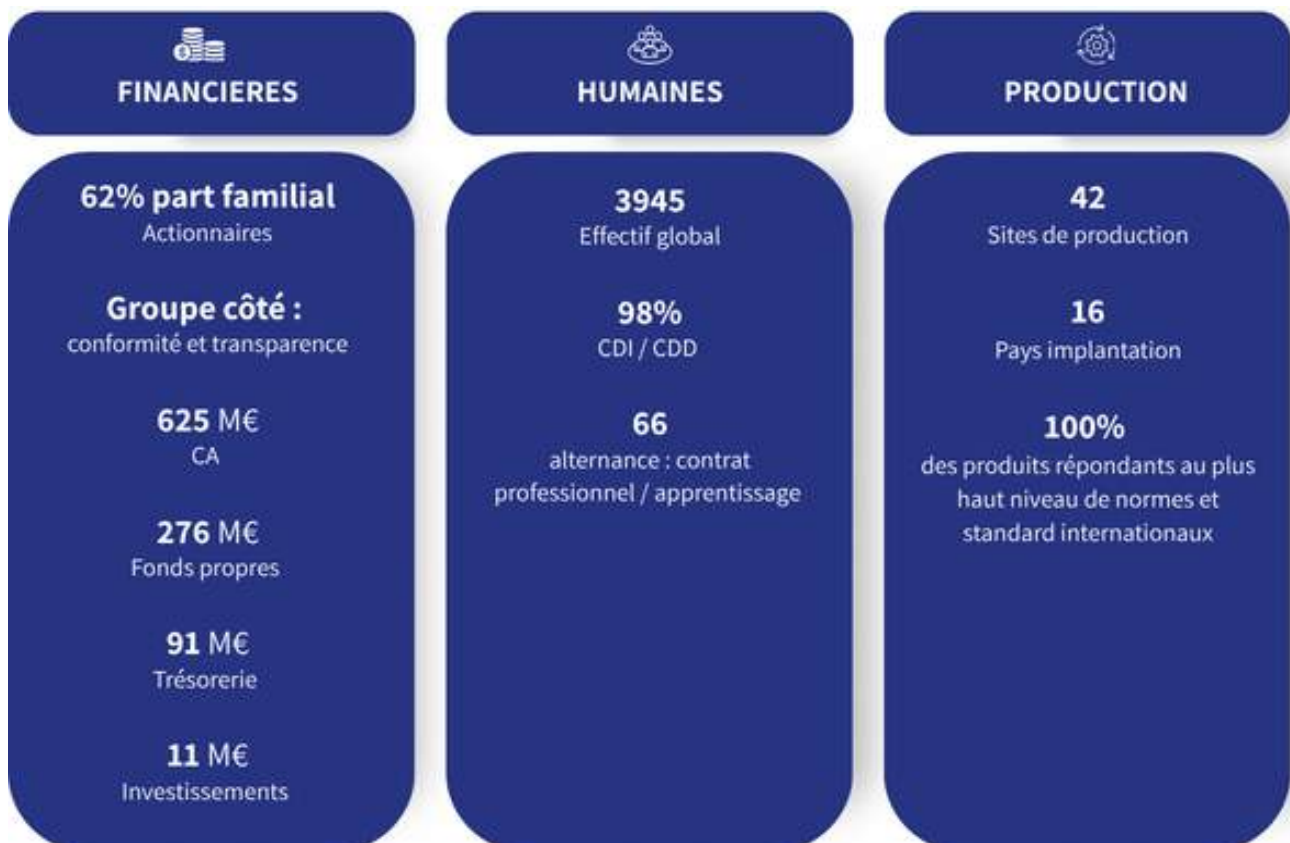 FINANCIERES
62% part familial
Actionnaires
Groupe côté :
conformité et transparence
625 M€
CA
276 M€
Fonds propres
91 M€
Trésorerie
11 M€
Investissements
HUMAINES
3945
Effectif global
98%
CDI / CDD
66
alternance : contrat
professionnel / apprentissage
PRODUCTION
42
Sites de production
16
Pays implantation
100%
des produits répondants au plus
haut niveau de normes et
standard internationaux